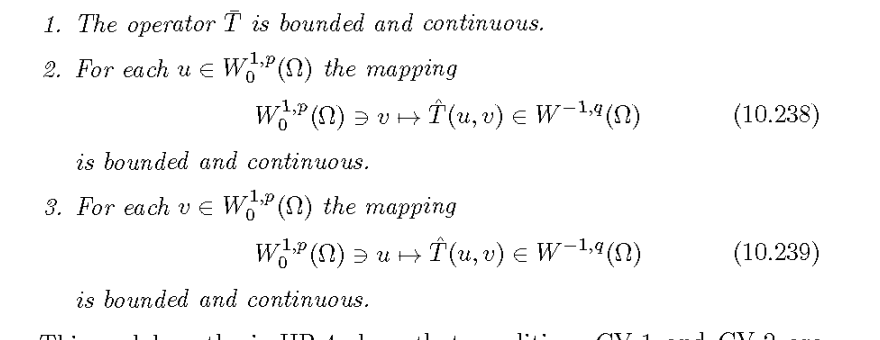 1. The operator T̄ is bounded and continuous.
2. For each u ∈ W₀^{1,p}(Ω) the mapping
W₀^{1,p}(Ω) ∋ v ↦ T̂(u, v) ∈ W^{−1,q}(Ω) (10.238)
is bounded and continuous.
3. For each v ∈ W₀^{1,p}(Ω) the mapping
W₀^{1,p}(Ω) ∋ u ↦ T̂(u, v) ∈ W^{−1,q}(Ω) (10.239)
is bounded and continuous.